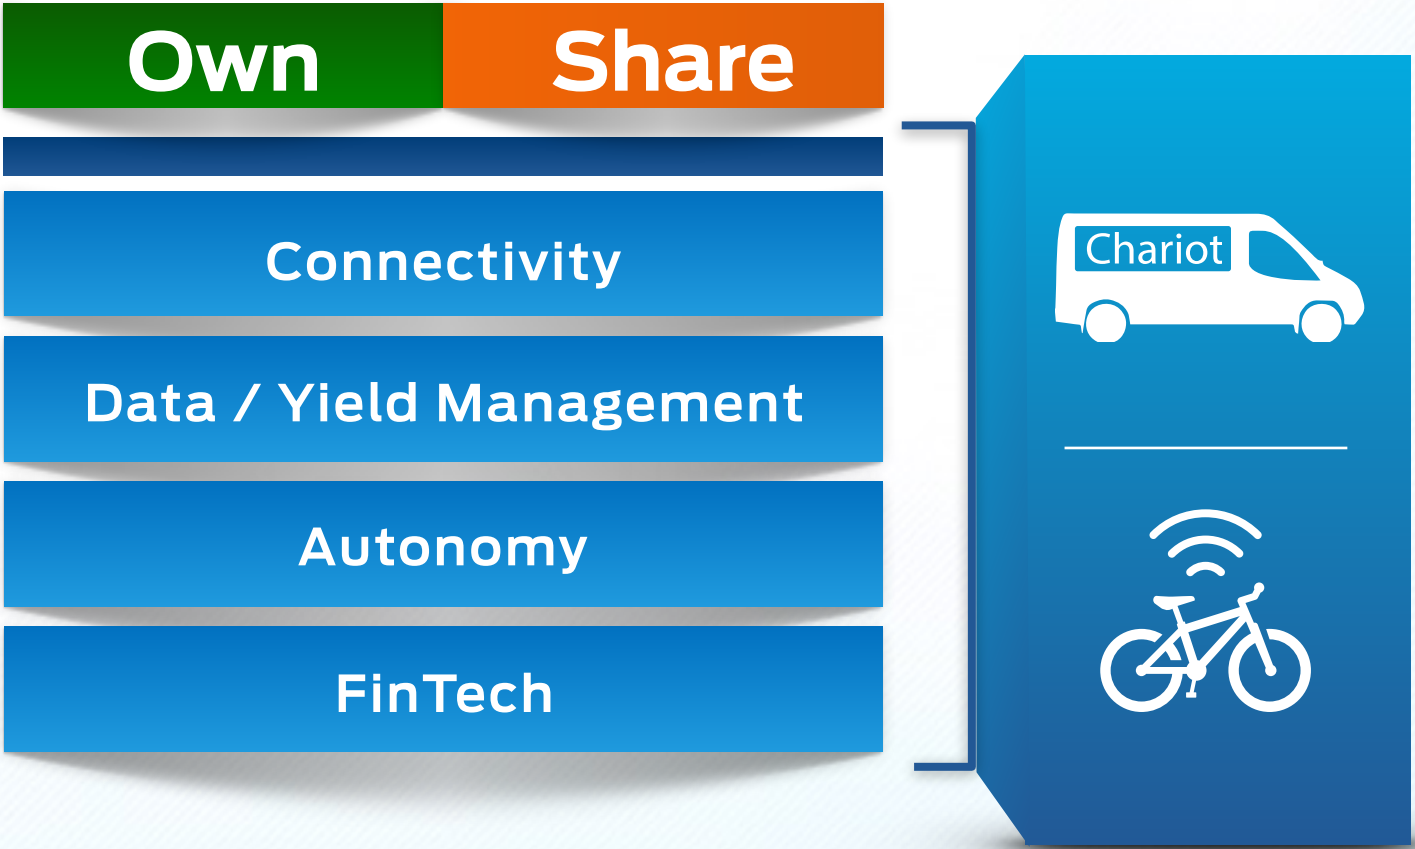 Own Share
Connectivity
Data / Yield Management
Autonomy
FinTech
Chariot